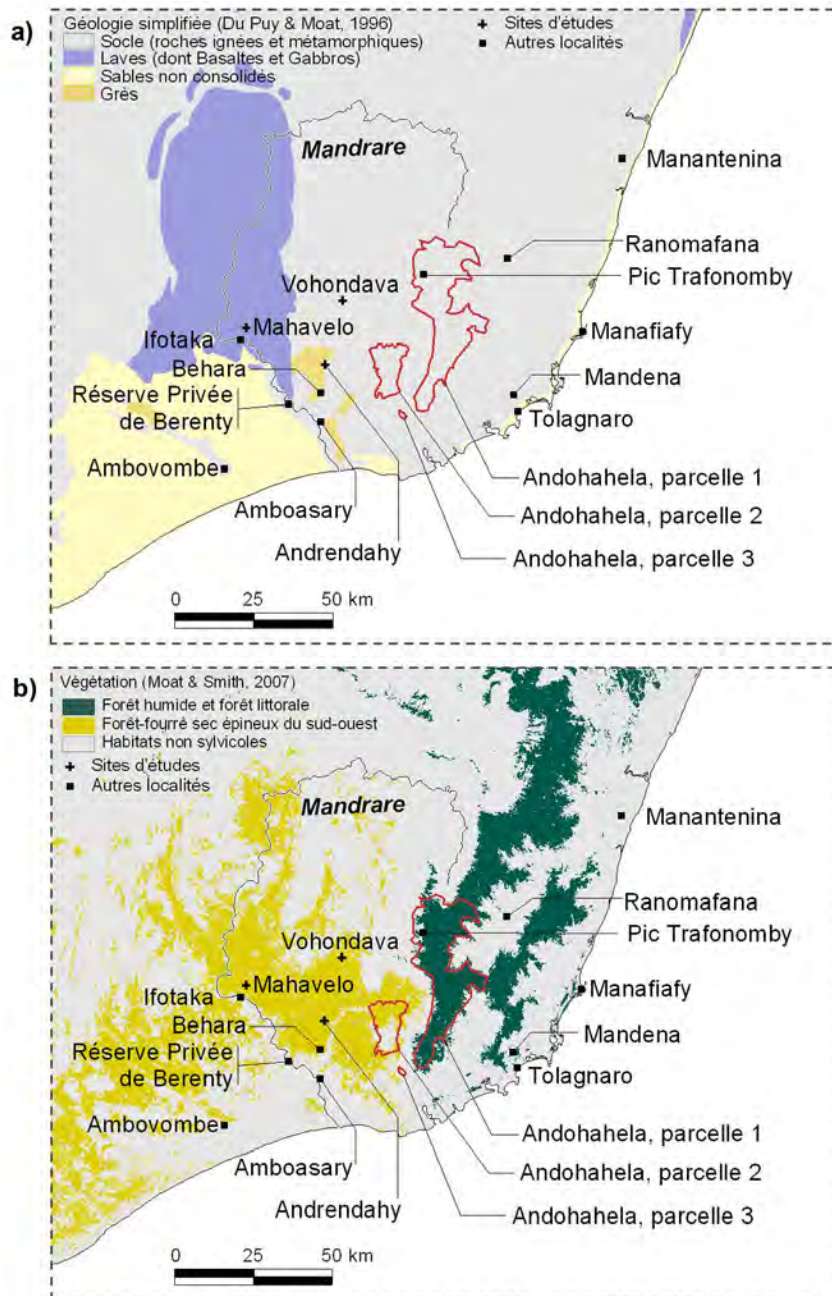 a)
Géologie simplifiée (Du Puy & Moat, 1996)
Socle (roches ignées et métamorphiques)
Laves (dont Basaltes et Gabbros)
Sables non consolidés
Grès
Sites d'études
Autres localités
Mandrare
Manantenina
Ranomafana
Pic Trafonomby
Vohondava
Mahavelo
Ifotaka
Manafiafy
Behara
Mandena
Réserve Privée
de Berenty
Tolagnaro
Ambovombe
Andohahela, parcelle 1
Amboasary
Andohahela, parcelle 2
Andrendahy
Andohahela, parcelle 3
0 25 50 km
b)
Végétation (Moat & Smith, 2007)
Forêt humide et forêt littorale
Forêt-fourré sec épineux du sud-ouest
Habitats non sylvicoles
Sites d'études
Autres localités
Mandrare
Manantenina
Ranomafana
Pic Trafonomby
Vohondava
Mahavelo
Ifotaka
Manafiafy
Behara
Mandena
Réserve Privée
de Berenty
Tolagnaro
Ambovombe
Andohahela, parcelle 1
Amboasary
Andohahela, parcelle 2
Andrendahy
Andohahela, parcelle 3
0 25 50 km